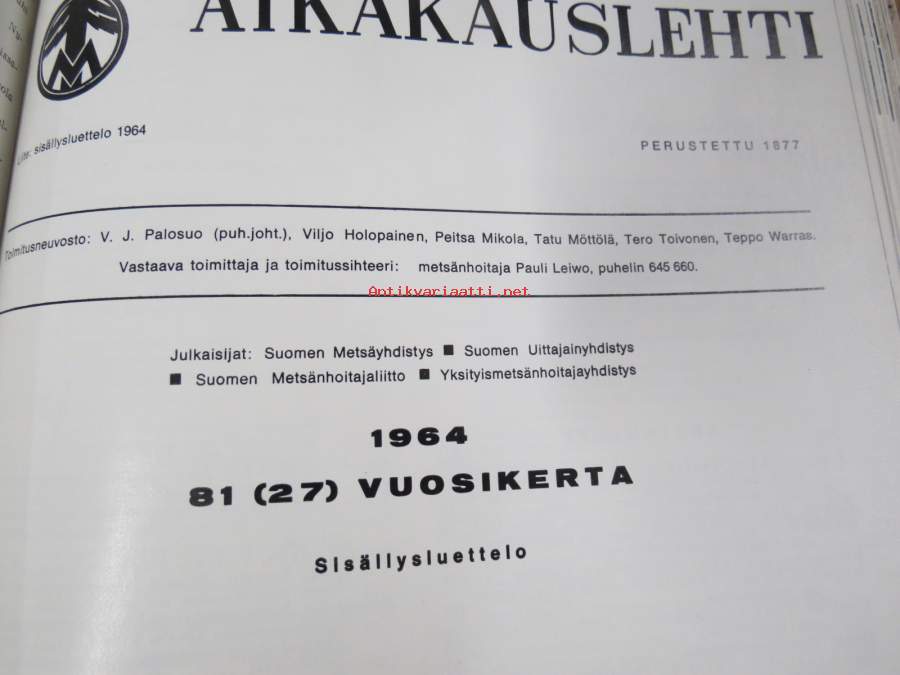 AIKAKAUSLEHTI
M
Liite: sisällysluettelo 1964
PERUSTETTU 1877
Toimitusneuvosto: V. J. Palosuo (puh.joht.), Viljo Holopainen, Peitsa Mikola, Tatu Möttölä, Tero Toivonen, Teppo Warras.
Vastaava toimittaja ja toimitussihteeri: metsänhoitaja Pauli Leiwo, puhelin 645 660.
Antikvariaatti.net
Julkaisijat: Suomen Metsäyhdistys ■ Suomen Uittajainyhdistys
■ Suomen Metsänhoitajaliitto ■ Yksityismetsänhoitajayhdistys
1964
81 (27) VUOSIKERTA
Sisällysluettelo